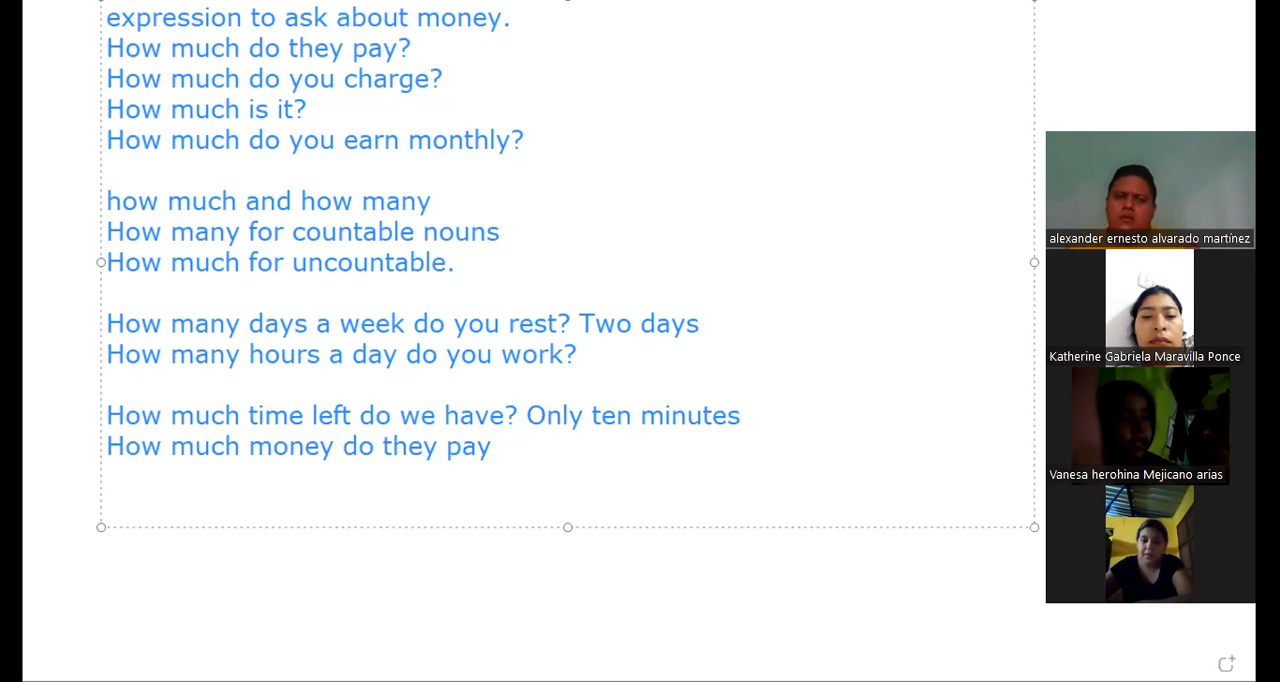 expression to ask about money.
How much do they pay?
How much do you charge?
How much is it?
How much do you earn monthly?
how much and how many
How many for countable nouns
How much for uncountable.
How many days a week do you rest? Two days
How many hours a day do you work?
How much time left do we have? Only ten minutes
How much money do they pay
alexander ernesto alvarado martínez
Katherine Gabriela Maravilla Ponce
Vanesa herohina Mejicano arias